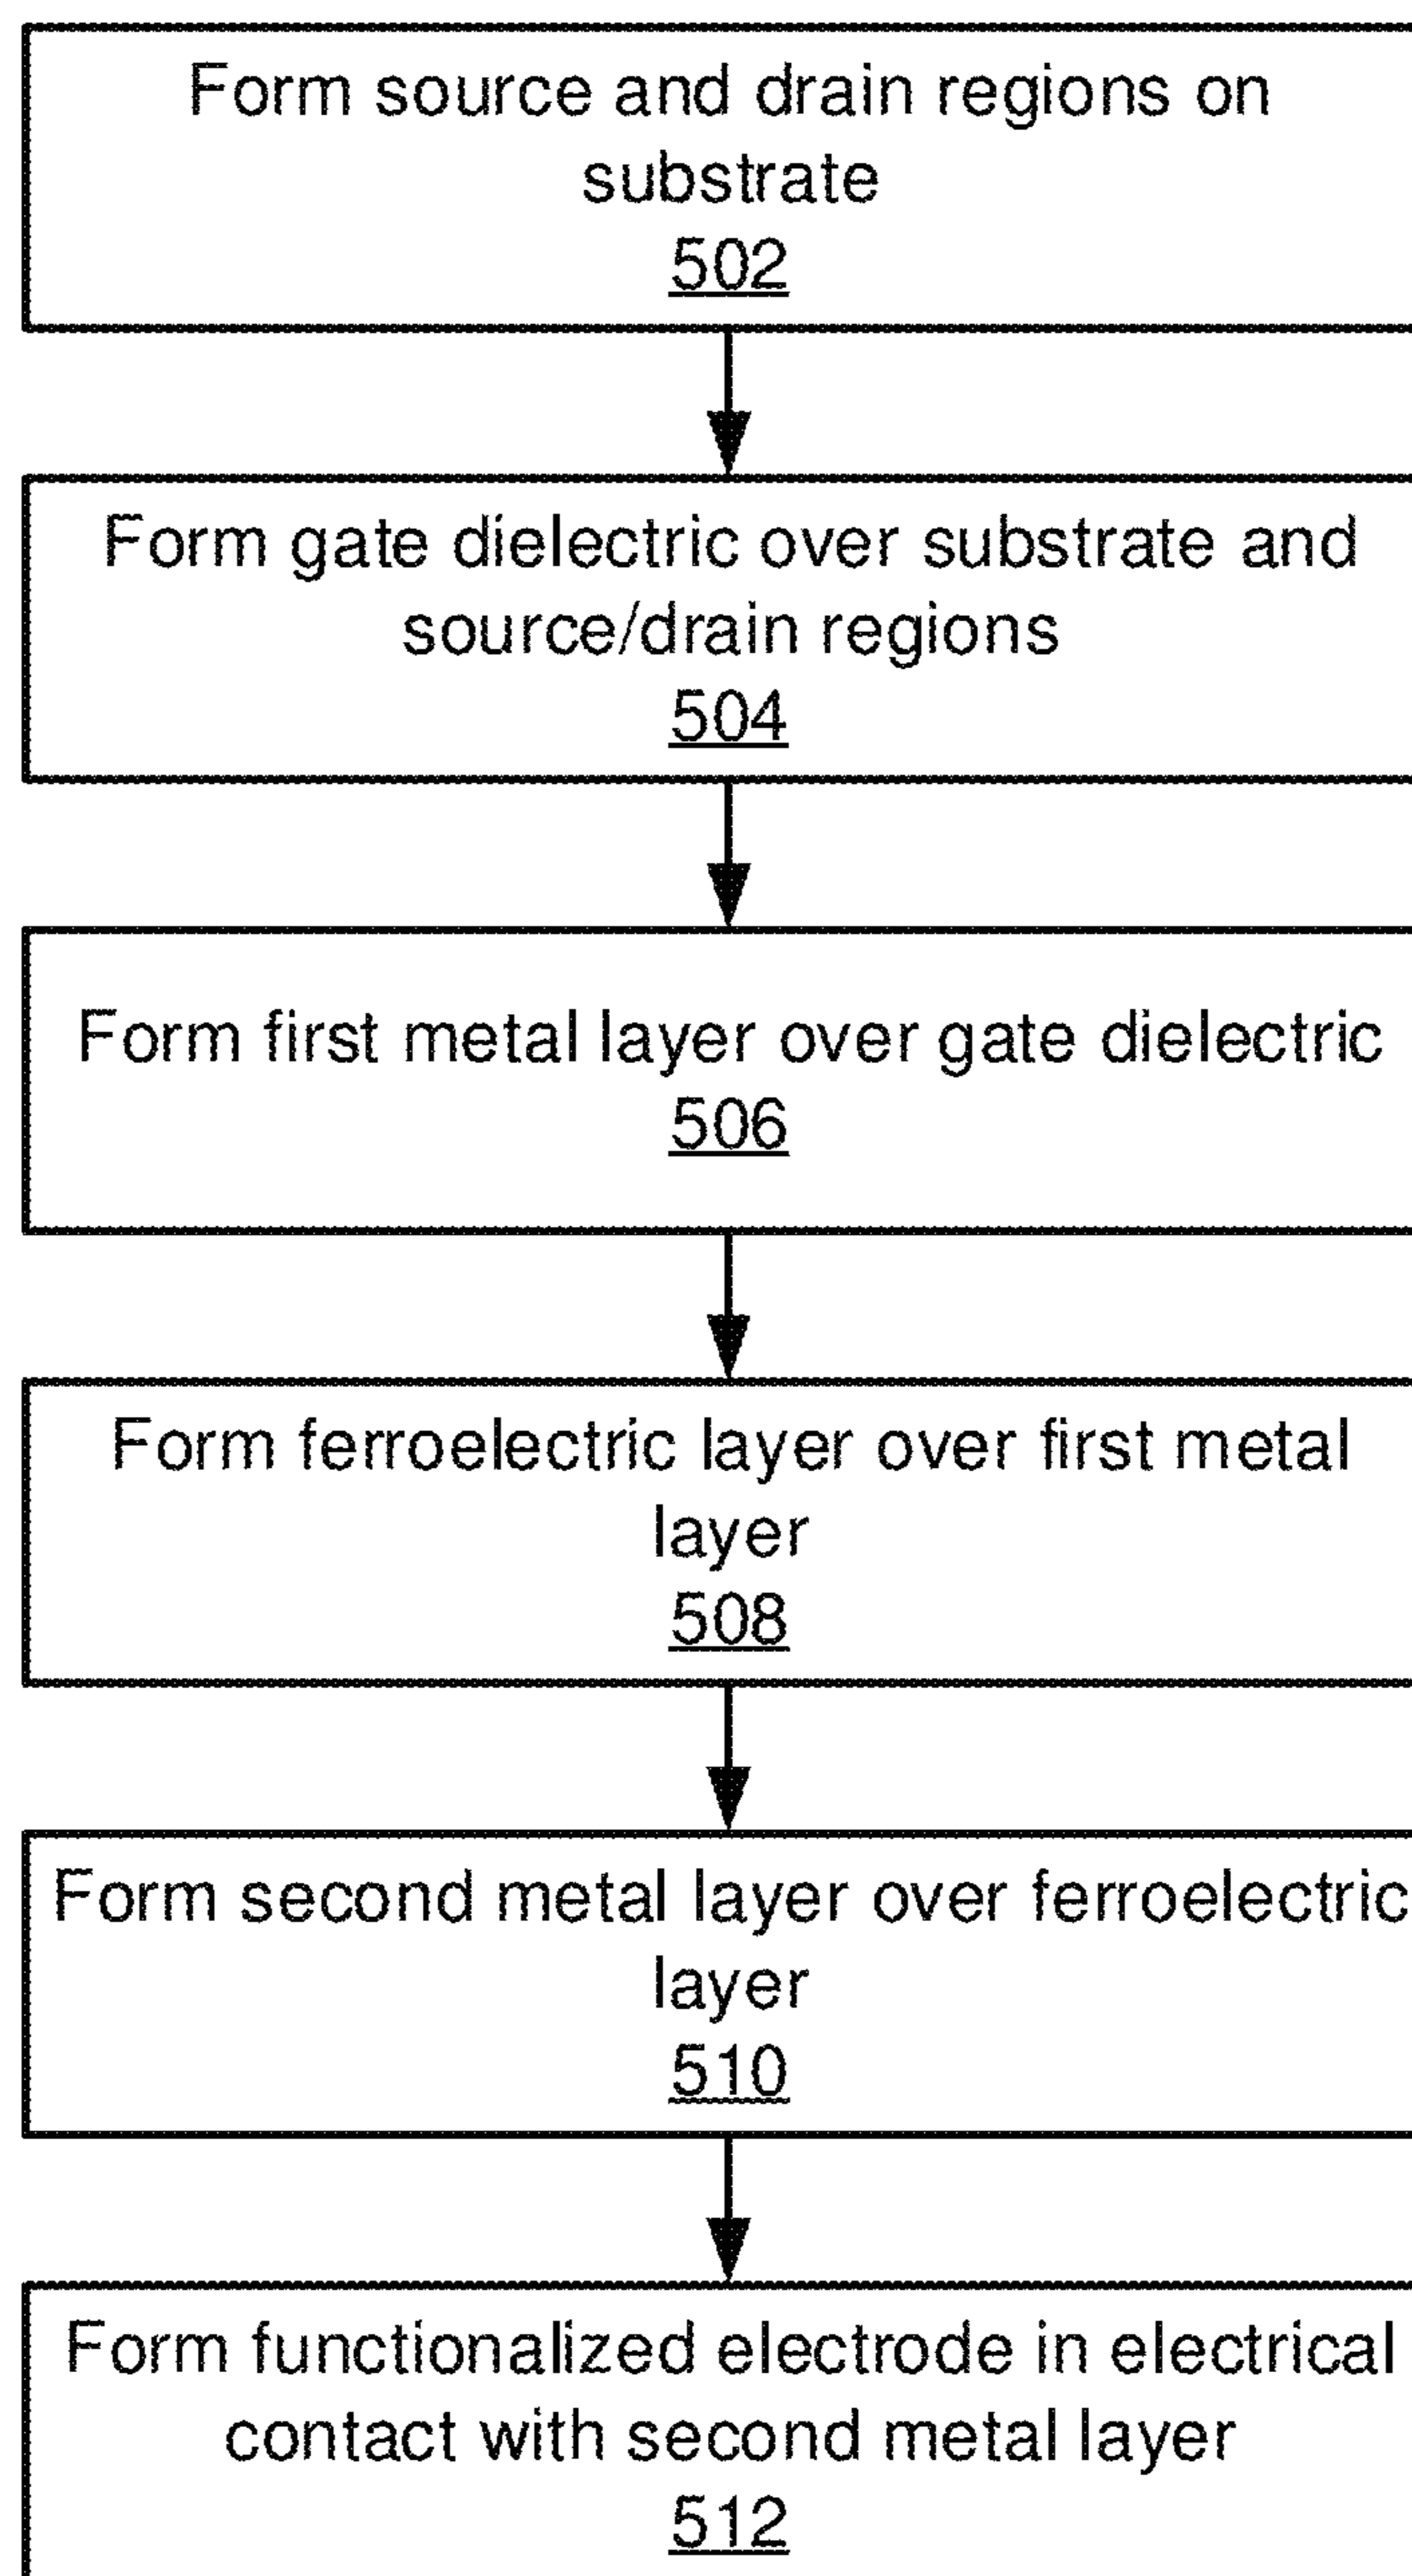 Form source and drain regions on
substrate
502
Form gate dielectric over substrate and
source/drain regions
504
Form first metal layer over gate dielectric
506
Form ferroelectric layer over first metal
layer
508
Form second metal layer over ferroelectric
layer
510
Form functionalized electrode in electrical
contact with second metal layer
512